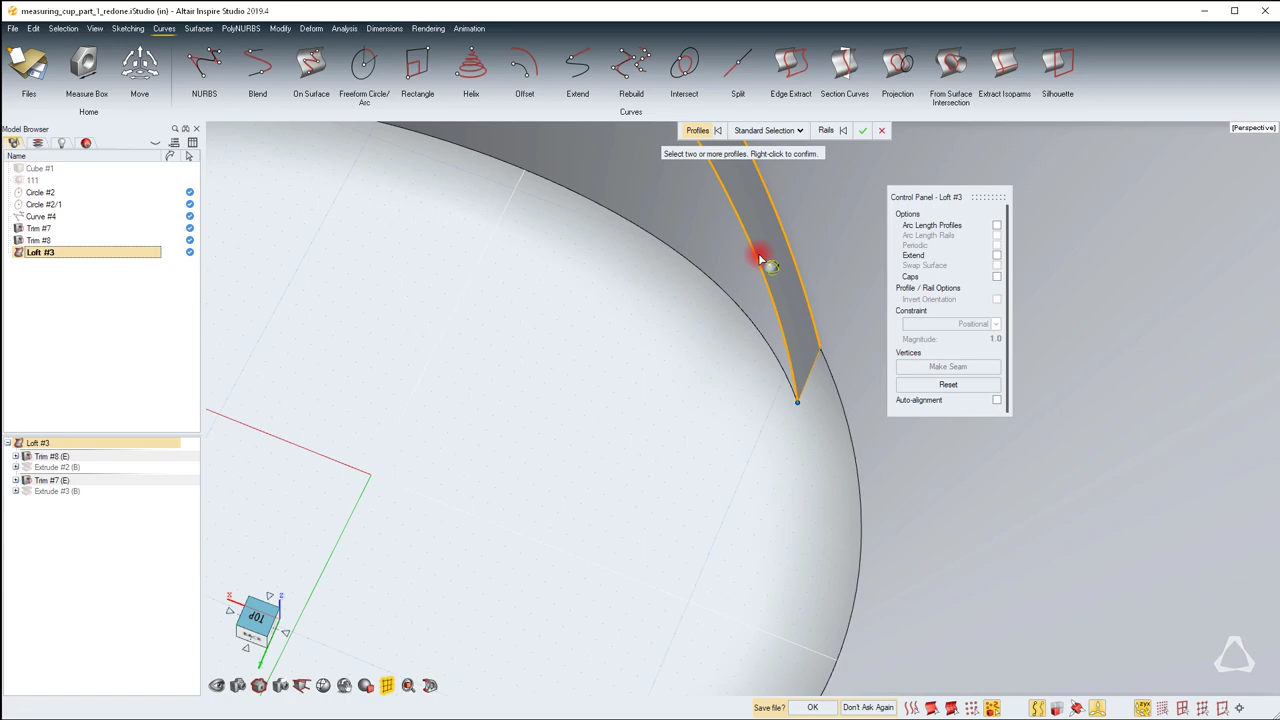 measuring_cup_part_1_redone.iStudio (in) - Altair Inspire Studio 2019.4
File Edit Selection View Sketching Curves Surfaces PolyNURBS Modify Deform Analysis Dimensions Rendering Animation
Files Measure Box Move NURBS Blend On Surface Freeform Circle/ Arc Rectangle Helix Offset Extend Rebuild Intersect Split Edge Extract Section Curves Projection From Surface Intersection Extract Isoparms Silhouette
Home Curves
Model Browser
Name
Cube #1
111
Circle #2
Circle #2/1
Curve #4
Trim #7
Trim #8
Loft #3
Profiles Standard Selection Rails
[Perspective]
Select two or more profiles. Right-click to confirm.
Control Panel - Loft #3
Options
Arc Length Profiles
Arc Length Rails
Periodic
Extend
Swap Surface
Caps
Profile / Rail Options
Invert Orientation
Constraint
Positional
Magnitude: 1.0
Vertices
Make Seam
Reset
Auto-alignment
Loft #3
Trim #8 (E)
Extrude #2 (B)
Trim #7 (E)
Extrude #3 (B)
X
Z
TOP
Save file? OK Don't Ask Again
XYZ